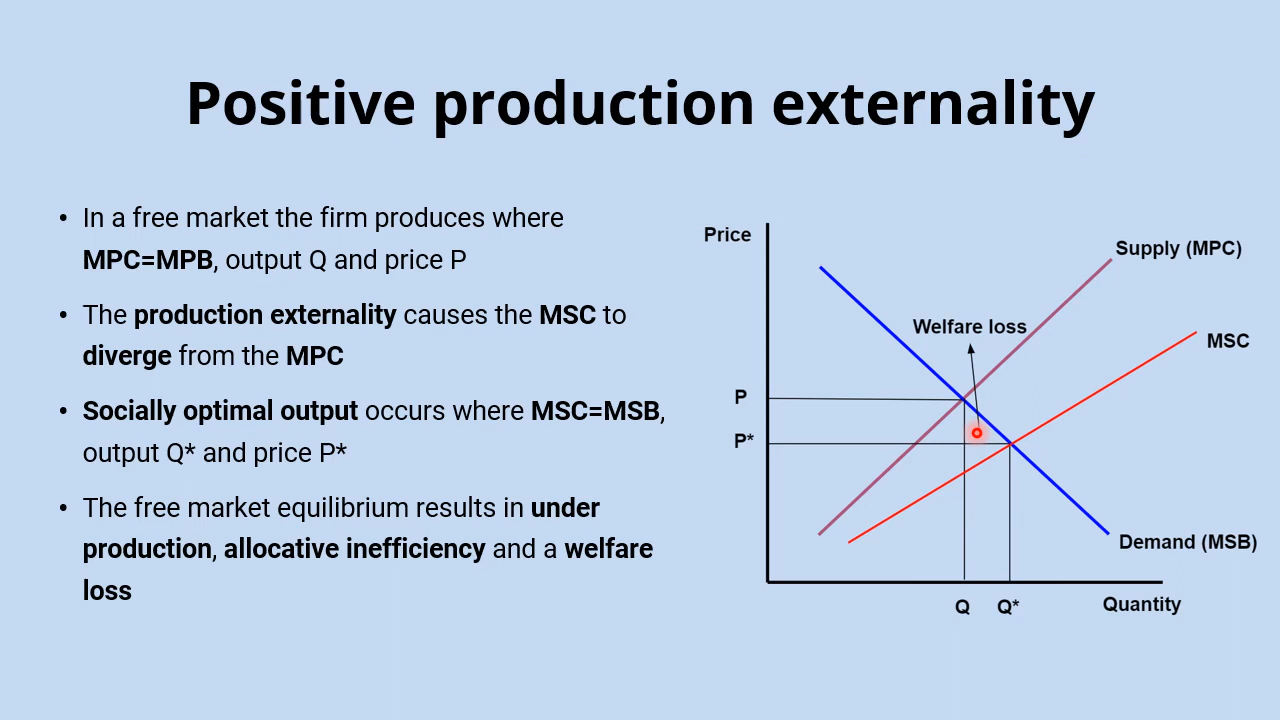 Positive production externality
• In a free market the firm produces where
MPC=MPB, output Q and price P
• The production externality causes the MSC to
diverge from the MPC
• Socially optimal output occurs where MSC=MSB,
output Q* and price P*
• The free market equilibrium results in under
production, allocative inefficiency and a welfare
loss
Price
Supply (MPC)
Welfare loss
MSC
P
P*
Demand (MSB)
Q
Q*
Quantity